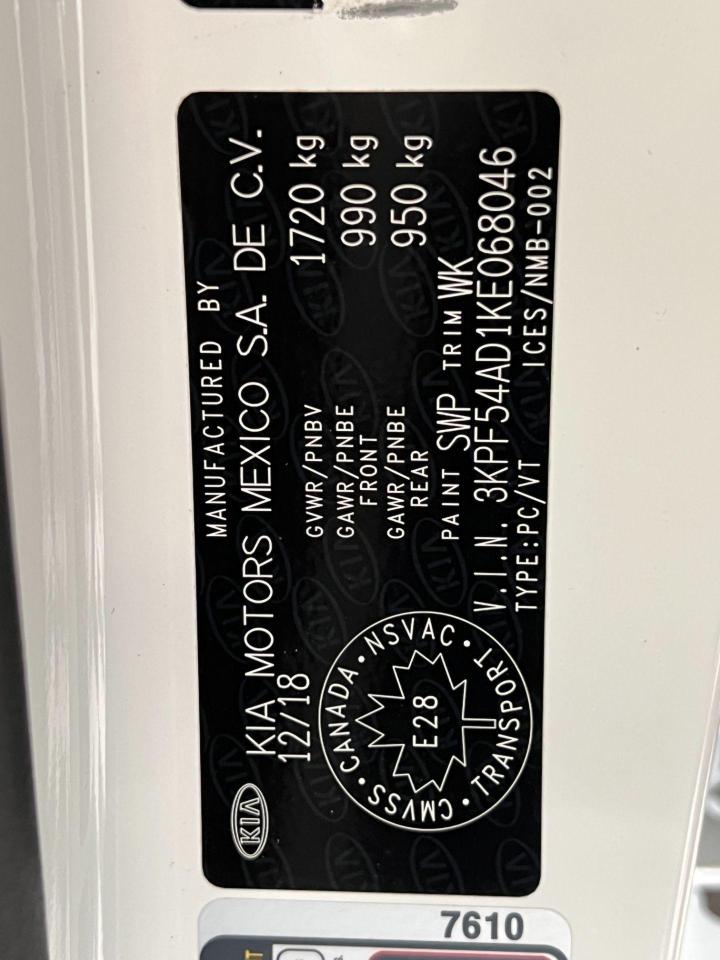 MANUFACTURED BY
KIA KIA MOTORS MEXICO S.A. DE C.V.
12/18
GVWR/PNBV 1720 kg
GAWR/PNBE FRONT 990 kg
GAWR/PNBE REAR 950 kg
PAINT SWP TRIM WK
V.I.N. 3KPF54AD1KE068046
TYPE:PC/VT ICES/NMB-002
CANADA • NSVAC • TRANSPORT • CMVSS •
E28
7610